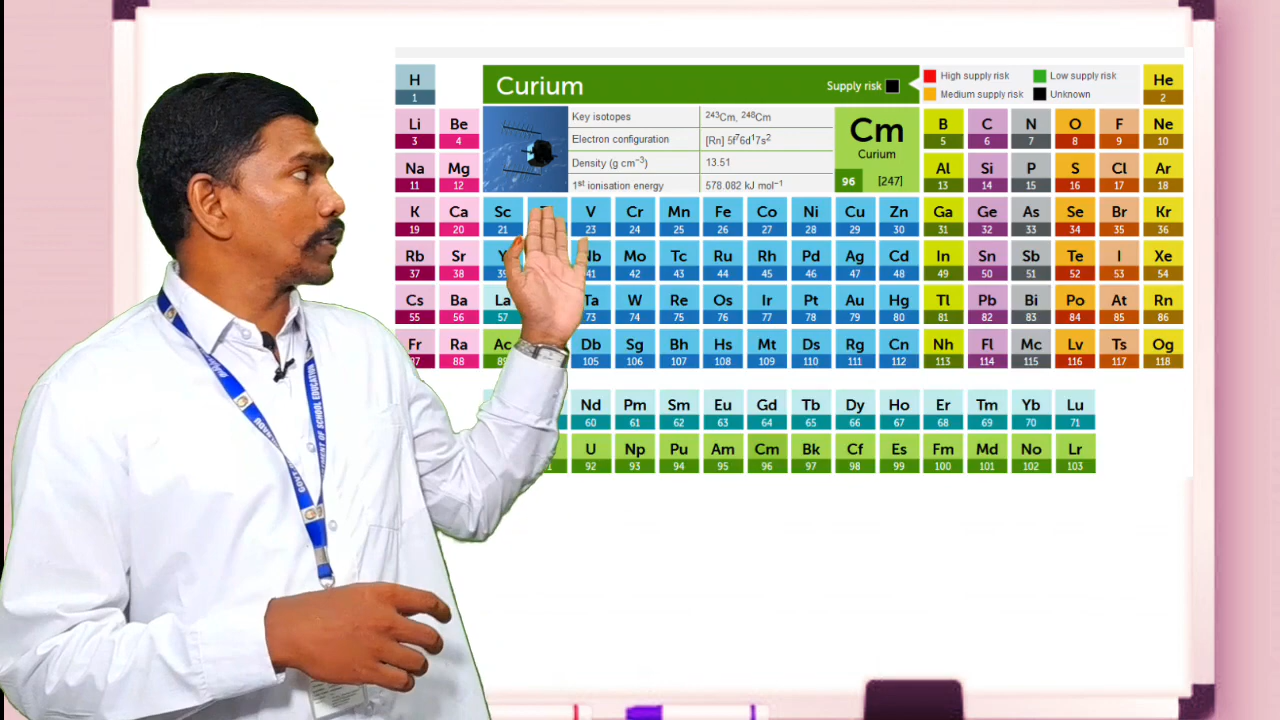 H Curium Supply risk High supply risk Low supply risk He
1 Medium supply risk Unknown 2
Li Be Key isotopes ²⁴³Cm, ²⁴⁸Cm Cm B C N O F Ne
3 4 Electron configuration [Rn] 5f⁷6d¹7s² Curium 5 6 7 8 9 10
Na Mg Density (g cm⁻³) 13.51 Al Si P S Cl Ar
11 12 1ˢᵗ ionisation energy 578.082 kJ mol⁻¹ 96 [247] 13 14 15 16 17 18
K Ca Sc V Cr Mn Fe Co Ni Cu Zn Ga Ge As Se Br Kr
19 20 21 23 24 25 26 27 28 29 30 31 32 33 34 35 36
Rb Sr Y Nb Mo Tc Ru Rh Pd Ag Cd In Sn Sb Te I Xe
37 38 39 41 42 43 44 45 46 47 48 49 50 51 52 53 54
Cs Ba La Ta W Re Os Ir Pt Au Hg Tl Pb Bi Po At Rn
55 56 57 73 74 75 76 77 78 79 80 81 82 83 84 85 86
Fr Ra Ac Db Sg Bh Hs Mt Ds Rg Cn Nh Fl Mc Lv Ts Og
87 88 89 105 106 107 108 109 110 111 112 113 114 115 116 117 118
Nd Pm Sm Eu Gd Tb Dy Ho Er Tm Yb Lu
60 61 62 63 64 65 66 67 68 69 70 71
U Np Pu Am Cm Bk Cf Es Fm Md No Lr
92 93 94 95 96 97 98 99 100 101 102 103
OF SCHOOL EDUCATION
GOVT.